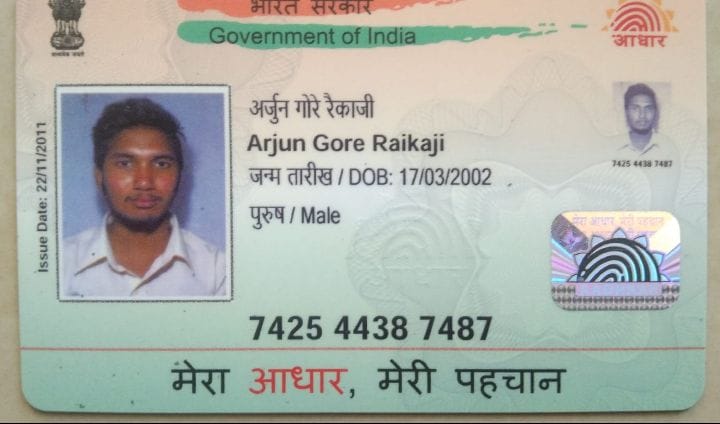 भारत सरकार
Government of India
आधार
Issue Date: 22/11/2011
अर्जुन गोरे रैकाजी
Arjun Gore Raikaji
जन्म तारीख / DOB: 17/03/2002
पुरुष / Male
7425 4438 7487
मेरा आधार, मेरी पहचान
7425 4438 7487
मेरा आधार, मेरी पहचान